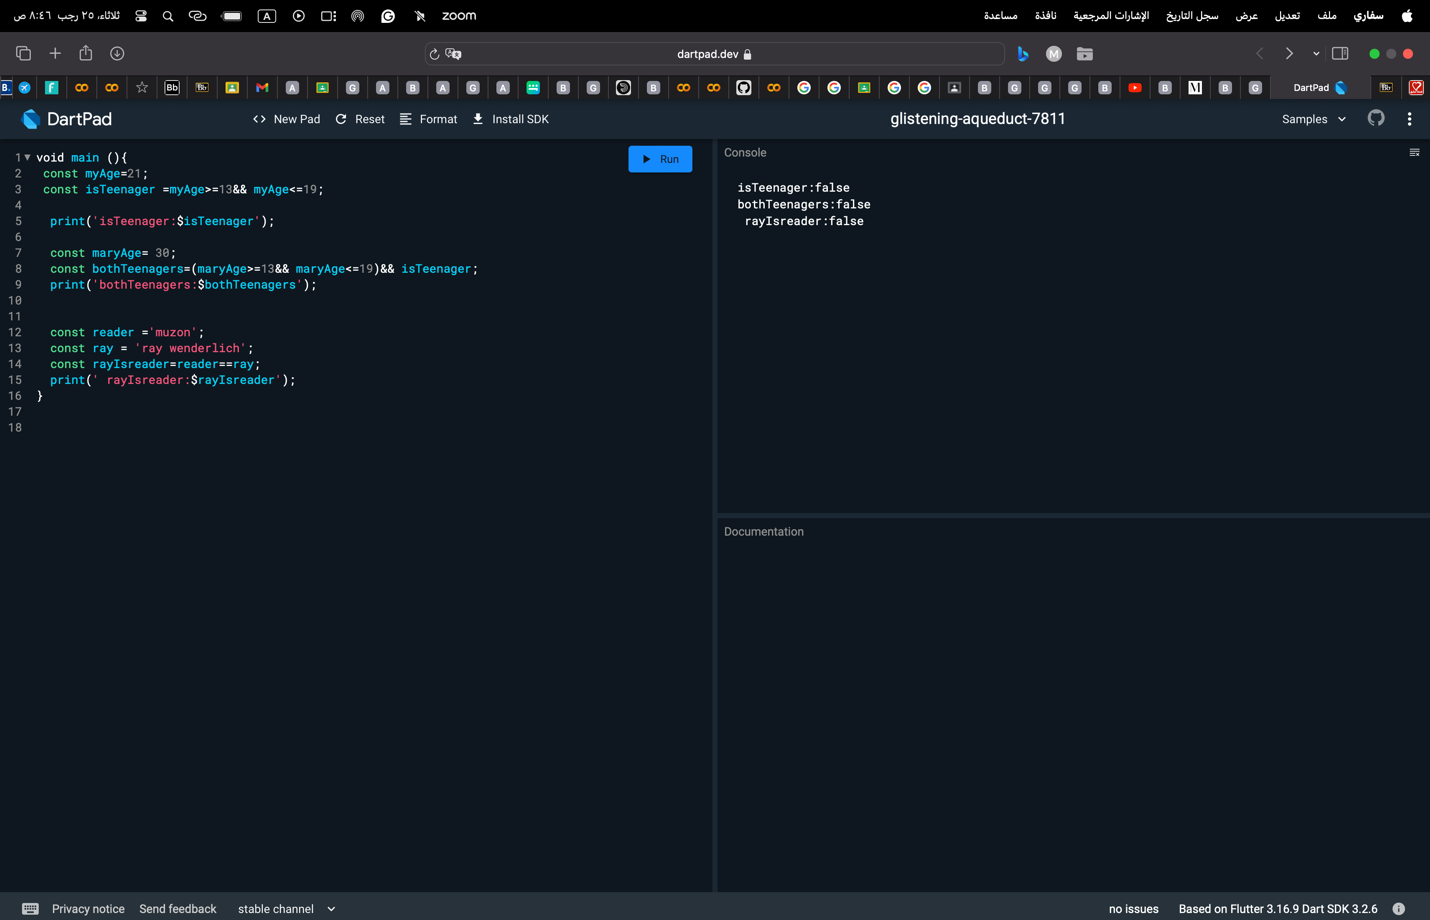 سفاري ملف تعديل عرض سجل التاريخ الإشارات المرجعية نافذة مساعدة
zoom
A
ثلاثاء، ٢٥ رجب ٨:٤٦ ص
dartpad.dev
M
B. F Bb A G A B A G A B G B B G G B B M B G DartPad
DartPad
New Pad Reset Format Install SDK
glistening-aqueduct-7811
Samples
Run
1 void main (){
2 const myAge=21;
3 const isTeenager =myAge>=13&& myAge<=19;
4
5 print('isTeenager:$isTeenager');
6
7 const maryAge= 30;
8 const bothTeenagers=(maryAge>=13&& maryAge<=19)&& isTeenager;
9 print('bothTeenagers:$bothTeenagers');
10
11
12 const reader ='muzon';
13 const ray = 'ray wenderlich';
14 const rayIsreader=reader==ray;
15 print(' rayIsreader:$rayIsreader');
16 }
17
18
Console
isTeenager:false
bothTeenagers:false
rayIsreader:false
Documentation
Privacy notice Send feedback stable channel
no issues Based on Flutter 3.16.9 Dart SDK 3.2.6